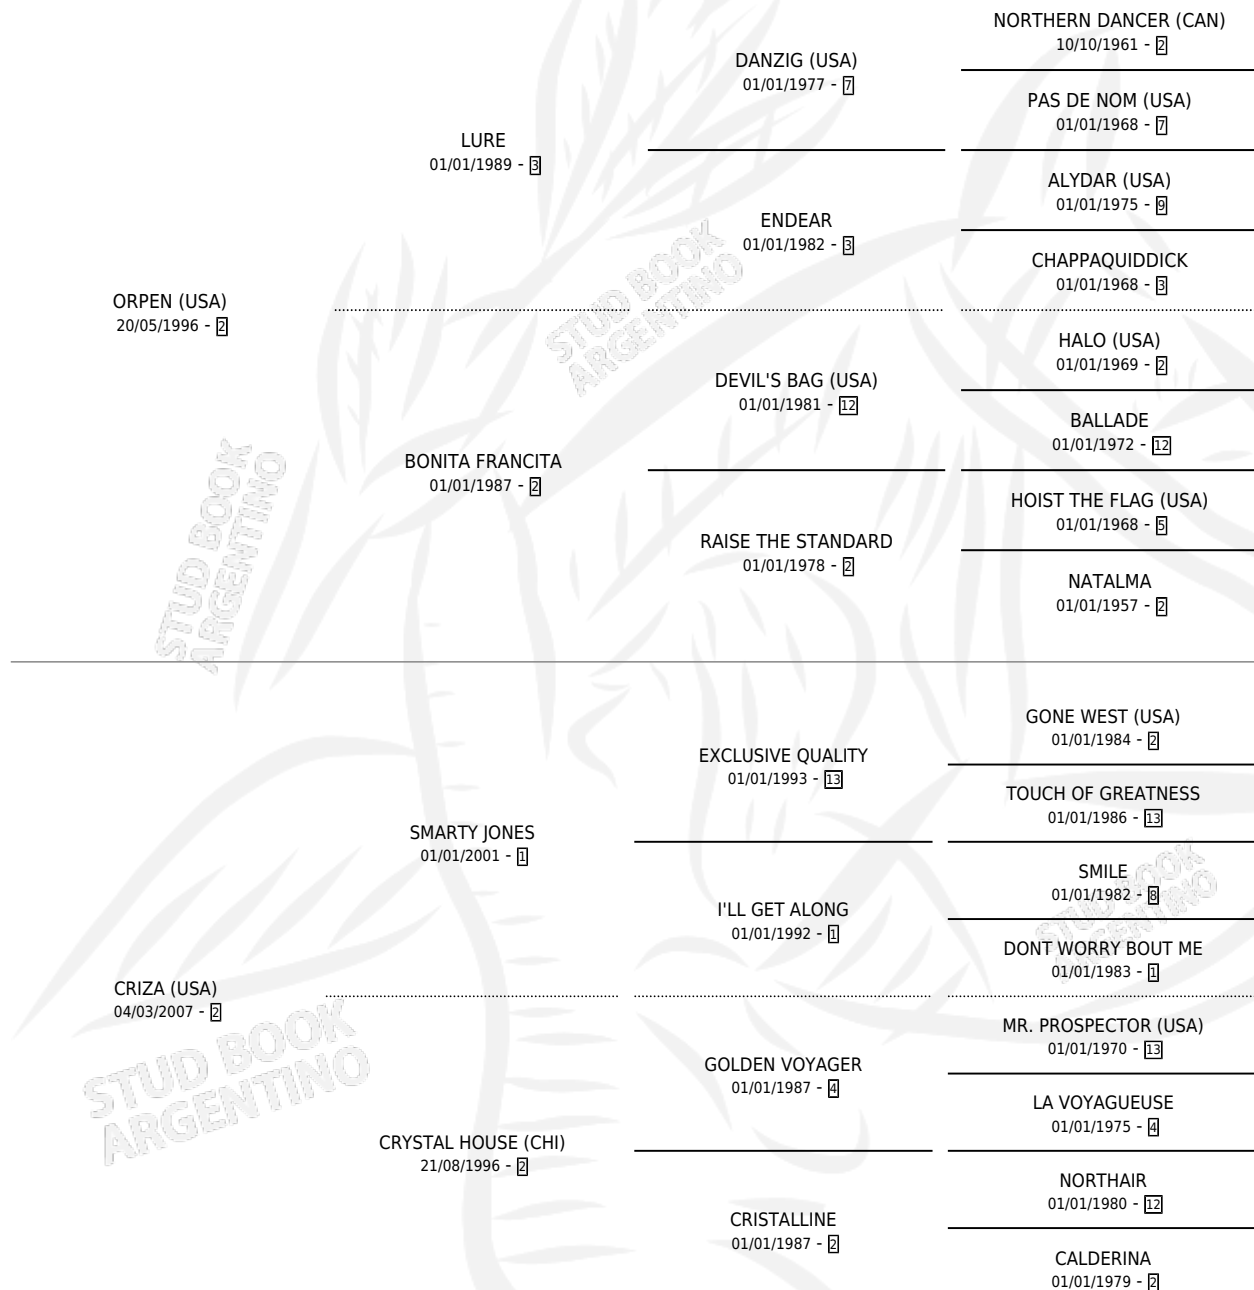 NORTHERN DANCER (CAN)
10/10/1961 - 2
DANZIG (USA)
01/01/1977 - 7
PAS DE NOM (USA)
01/01/1968 - 7
LURE
01/01/1989 - 3
ALYDAR (USA)
01/01/1975 - 9
ENDEAR
01/01/1982 - 3
CHAPPAQUIDDICK
01/01/1968 - 3
STUD BOOK
ARGENTINO
ORPEN (USA)
20/05/1996 - 2
HALO (USA)
01/01/1969 - 2
DEVIL'S BAG (USA)
01/01/1981 - 12
BALLADE
01/01/1972 - 12
BONITA FRANCITA
01/01/1987 - 2
HOIST THE FLAG (USA)
01/01/1968 - 5
RAISE THE STANDARD
01/01/1978 - 2
NATALMA
01/01/1957 - 2
STUD BOOK
ARGENTINO
GONE WEST (USA)
01/01/1984 - 2
EXCLUSIVE QUALITY
01/01/1993 - 13
TOUCH OF GREATNESS
01/01/1986 - 13
SMARTY JONES
01/01/2001 - 1
SMILE
01/01/1982 - 8
I'LL GET ALONG
01/01/1992 - 1
DONT WORRY BOUT ME
01/01/1983 - 1
STUD BOOK
ARGENTINO
CRIZA (USA)
04/03/2007 - 2
MR. PROSPECTOR (USA)
01/01/1970 - 13
GOLDEN VOYAGER
01/01/1987 - 4
LA VOYAGUEUSE
01/01/1975 - 4
STUD BOOK
ARGENTINO
CRYSTAL HOUSE (CHI)
21/08/1996 - 2
NORTHAIR
01/01/1980 - 12
CRISTALLINE
01/01/1987 - 2
CALDERINA
01/01/1979 - 2